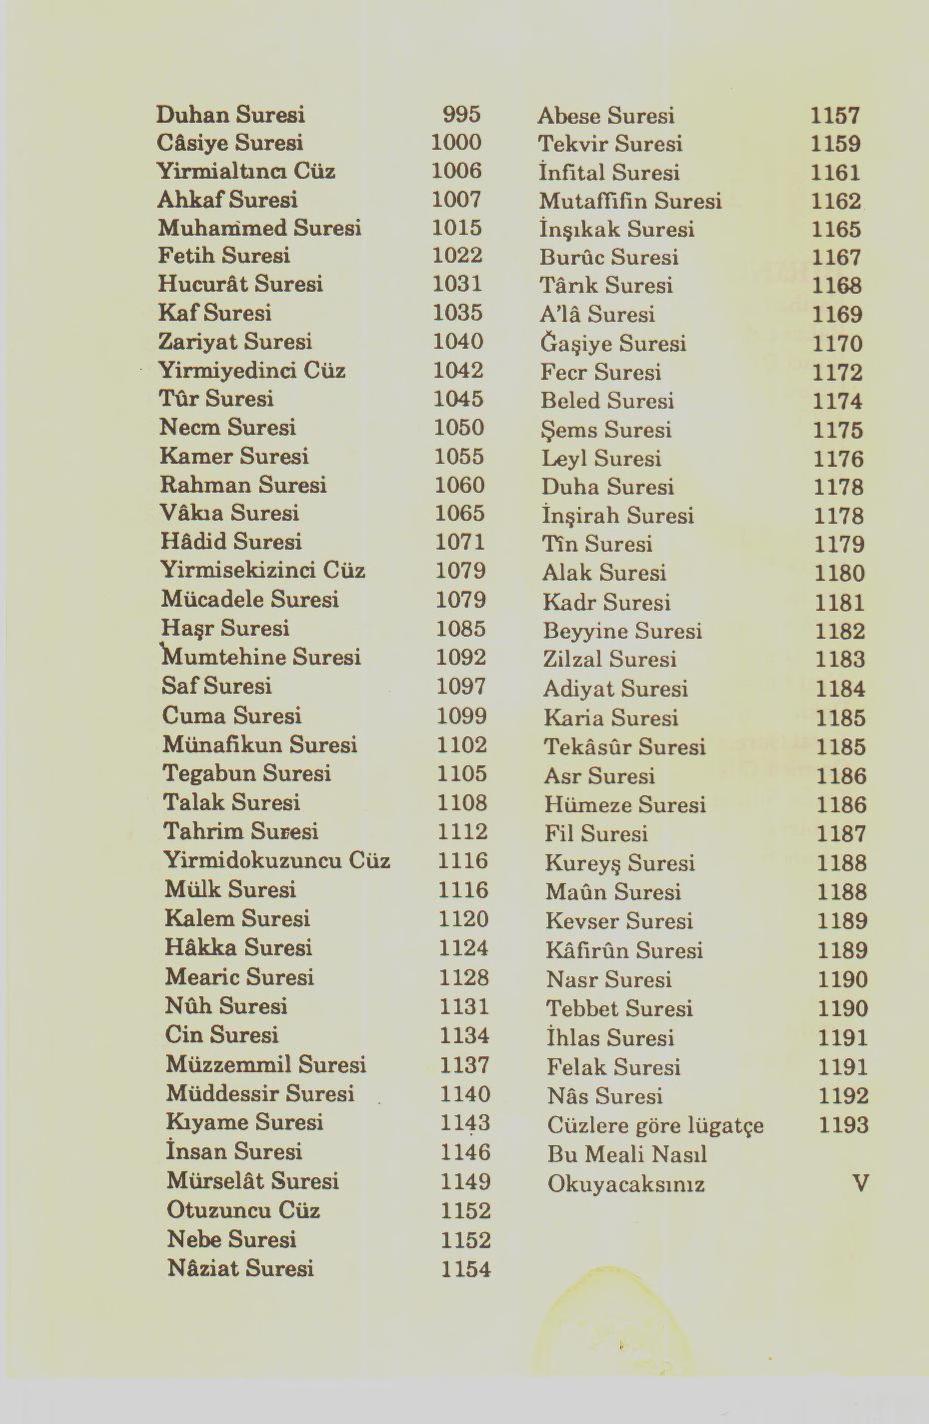 Duhan Suresi 995
Câsiye Suresi 1000
Yirmialtıncı Cüz 1006
Ahkaf Suresi 1007
Muhammed Suresi 1015
Fetih Suresi 1022
Hucurât Suresi 1031
Kaf Suresi 1035
Zariyat Suresi 1040
Yirmiyedinci Cüz 1042
Tûr Suresi 1045
Necm Suresi 1050
Kamer Suresi 1055
Rahman Suresi 1060
Vâkıa Suresi 1065
Hâdid Suresi 1071
Yirmisekizinci Cüz 1079
Mücadele Suresi 1079
Haşr Suresi 1085
Mumtehine Suresi 1092
Saf Suresi 1097
Cuma Suresi 1099
Münafikun Suresi 1102
Tegabun Suresi 1105
Talak Suresi 1108
Tahrim Suresi 1112
Yirmidokuzuncu Cüz 1116
Mülk Suresi 1116
Kalem Suresi 1120
Hâkka Suresi 1124
Mearic Suresi 1128
Nûh Suresi 1131
Cin Suresi 1134
Müzzemmil Suresi 1137
Müddessir Suresi 1140
Kıyame Suresi 1143
İnsan Suresi 1146
Mürselât Suresi 1149
Otuzuncu Cüz 1152
Nebe Suresi 1152
Nâziat Suresi 1154
Abese Suresi 1157
Tekvir Suresi 1159
İnfital Suresi 1161
Mutaffifin Suresi 1162
İnşıkak Suresi 1165
Burûc Suresi 1167
Târık Suresi 1168
A'lâ Suresi 1169
Ğaşiye Suresi 1170
Fecr Suresi 1172
Beled Suresi 1174
Şems Suresi 1175
Leyl Suresi 1176
Duha Suresi 1178
İnşirah Suresi 1178
Tîn Suresi 1179
Alak Suresi 1180
Kadr Suresi 1181
Beyyine Suresi 1182
Zilzal Suresi 1183
Adiyat Suresi 1184
Karia Suresi 1185
Tekâsûr Suresi 1185
Asr Suresi 1186
Hümeze Suresi 1186
Fil Suresi 1187
Kureyş Suresi 1188
Maûn Suresi 1188
Kevser Suresi 1189
Kâfirûn Suresi 1189
Nasr Suresi 1190
Tebbet Suresi 1190
İhlas Suresi 1191
Felak Suresi 1191
Nâs Suresi 1192
Cüzlere göre lügatçe 1193
Bu Meali Nasıl
Okuyacaksınız V